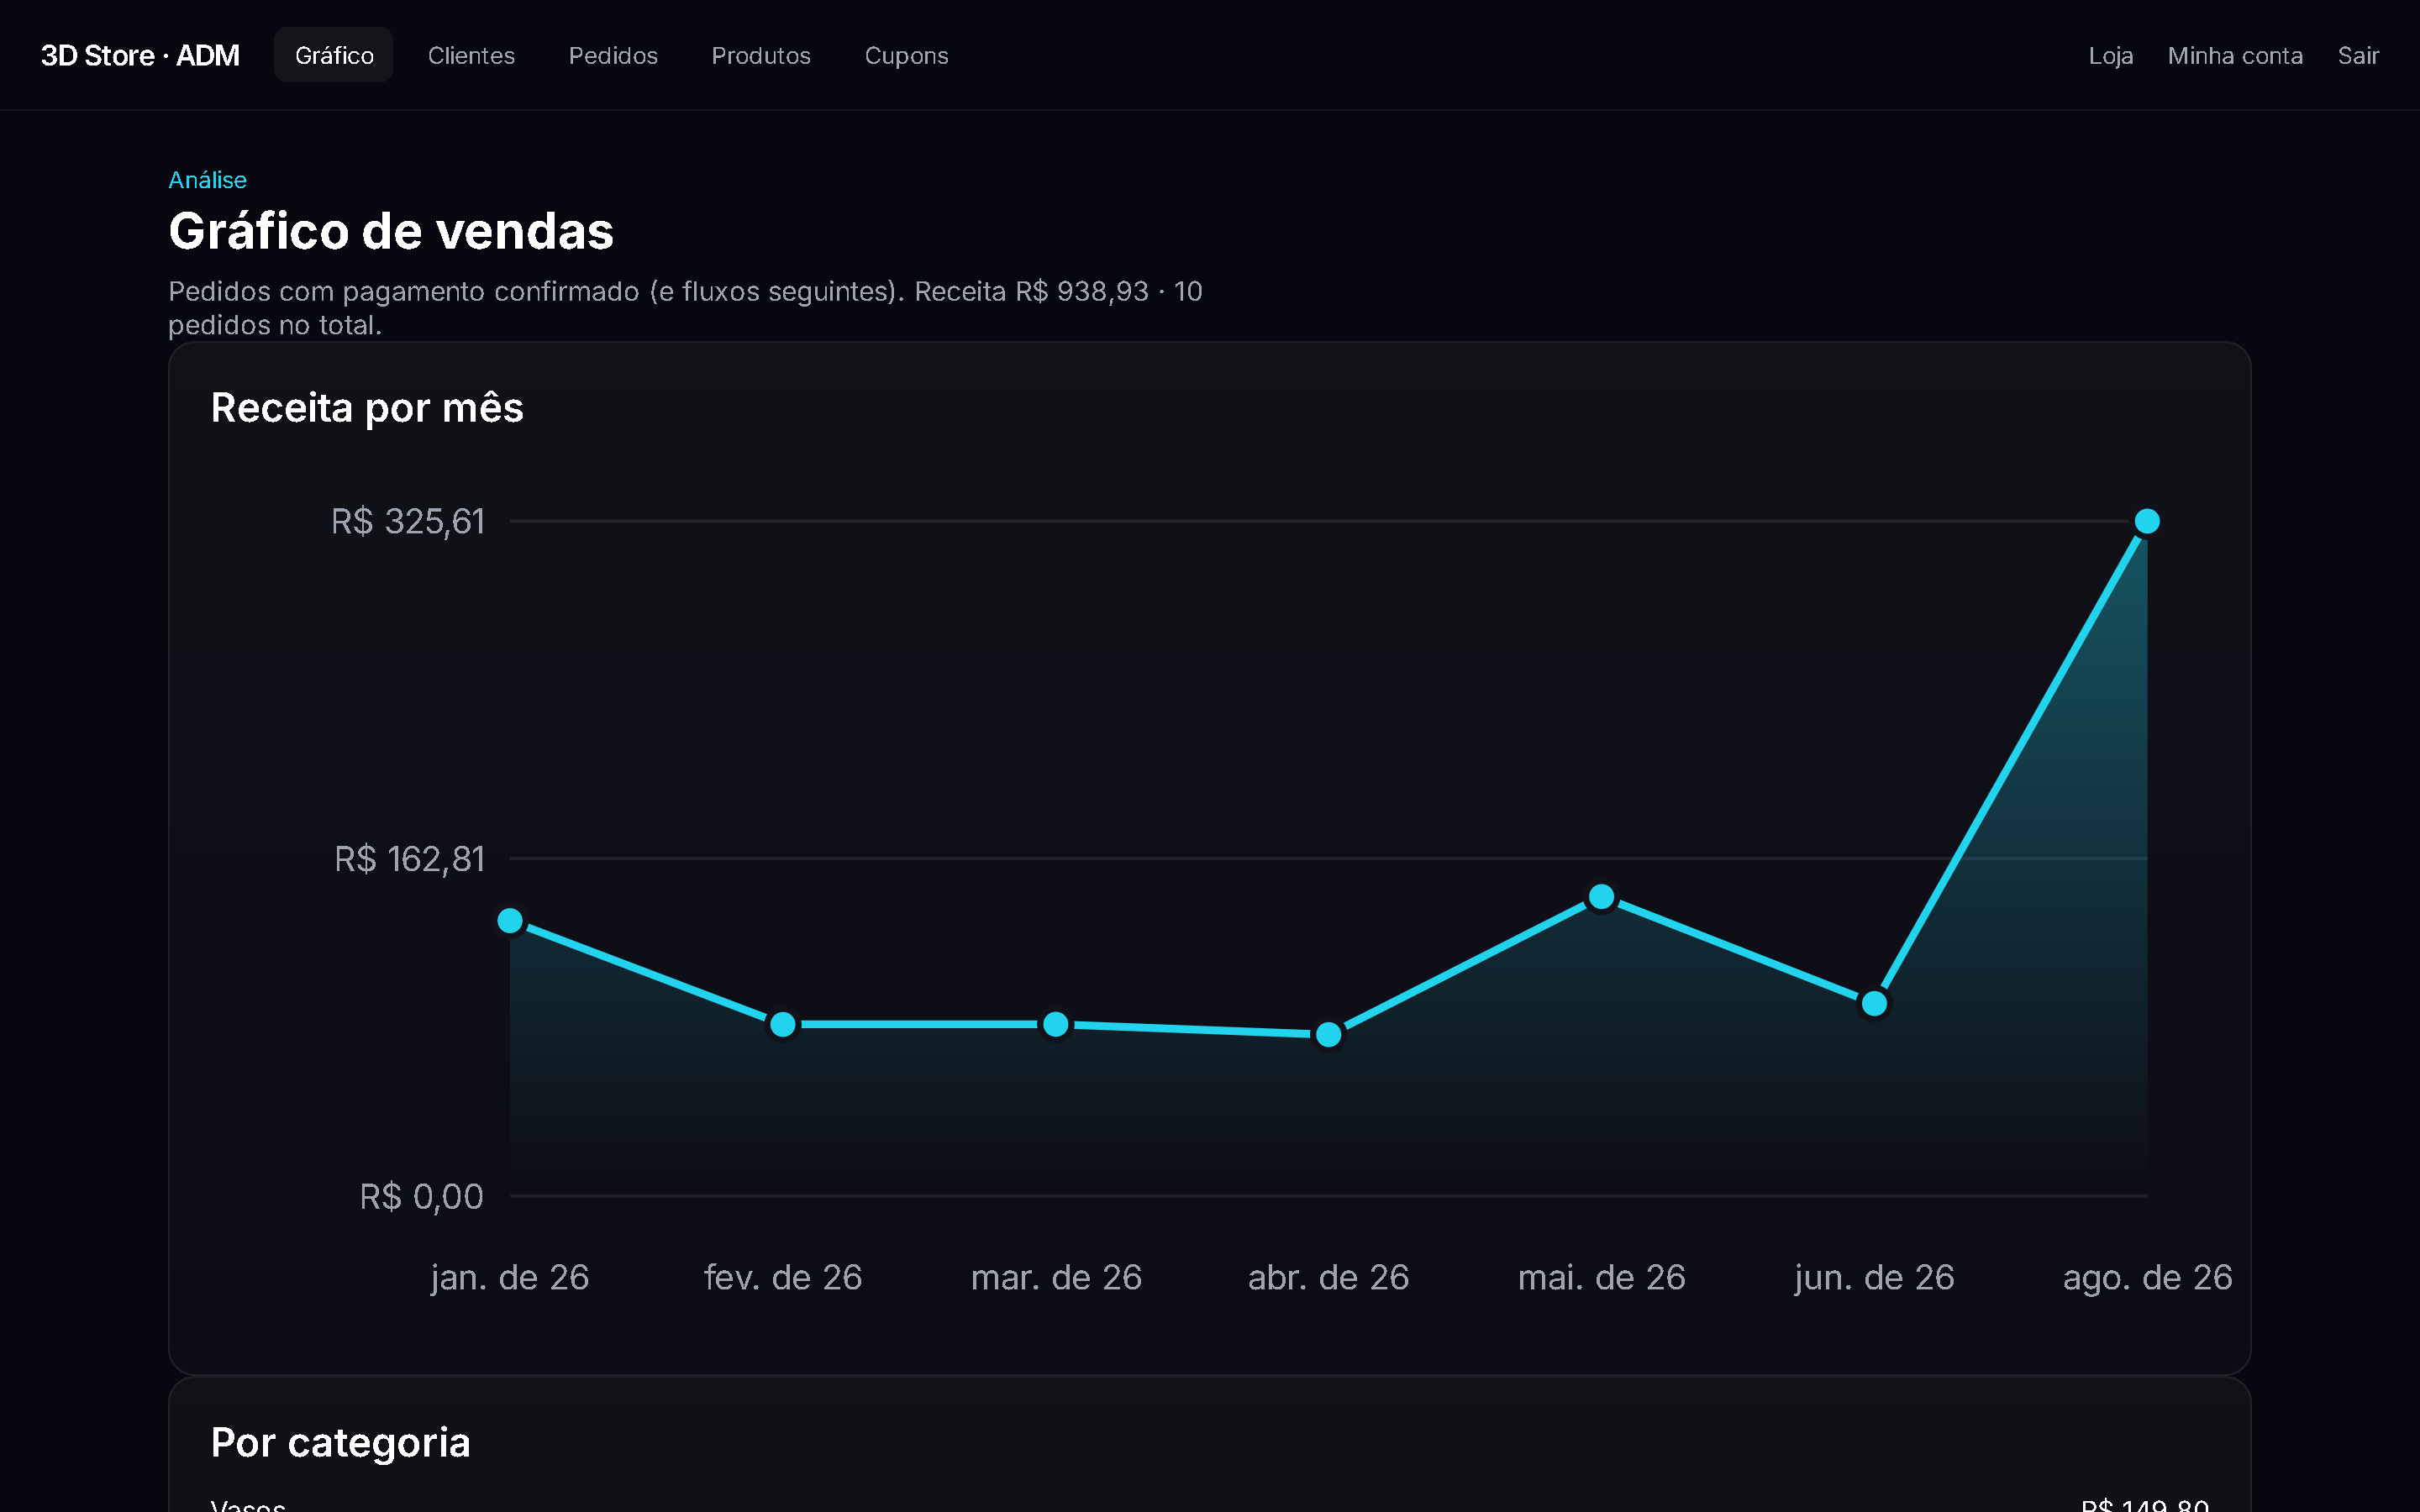 3D Store · ADM
Gráfico
Clientes
Pedidos
Produtos
Cupons
Loja
Minha conta
Sair
Análise
Gráfico de vendas
Pedidos com pagamento confirmado (e fluxos seguintes). Receita R$ 938,93 · 10
pedidos no total.
Receita por mês
R$ 325,61
R$ 162,81
R$ 0,00
jan. de 26
fev. de 26
mar. de 26
abr. de 26
mai. de 26
jun. de 26
ago. de 26
Por categoria
Vasos
R$ 149,80